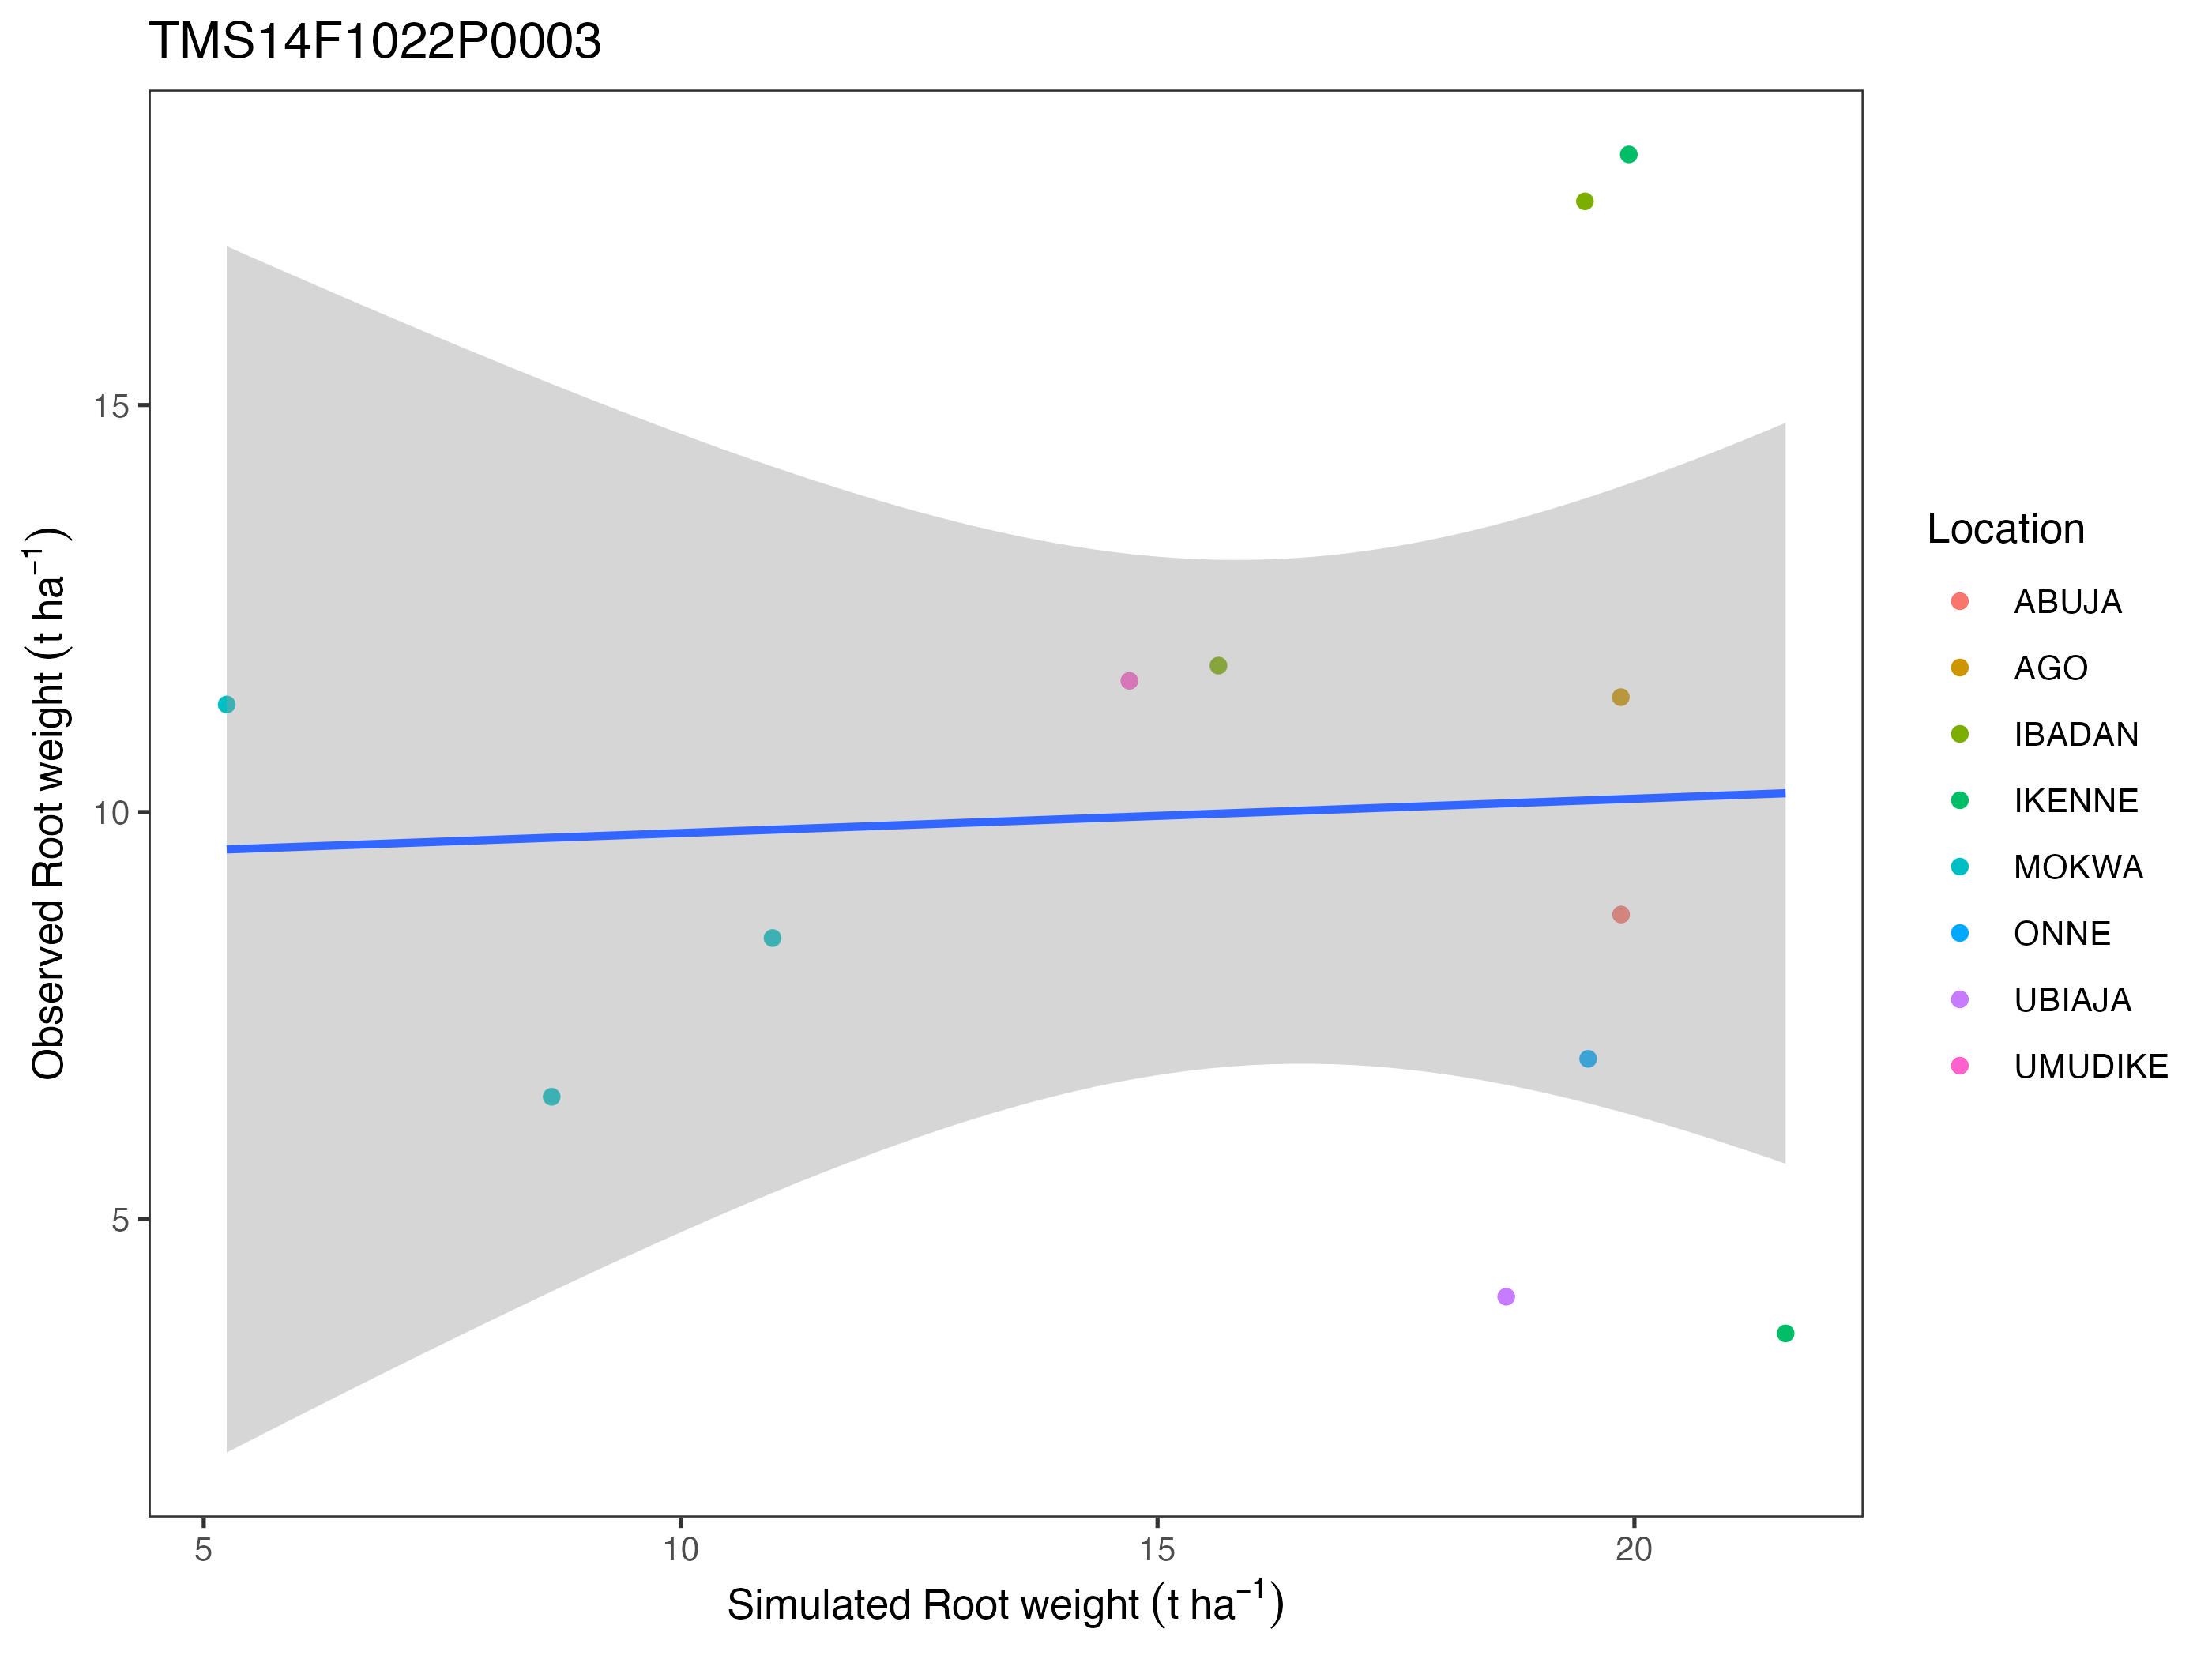 TMS14F1022P0003
Observed Root weight (t ha⁻¹)
15
10
5
5 10 15 20
Simulated Root weight (t ha⁻¹)
Location
ABUJA
AGO
IBADAN
IKENNE
MOKWA
ONNE
UBIAJA
UMUDIKE